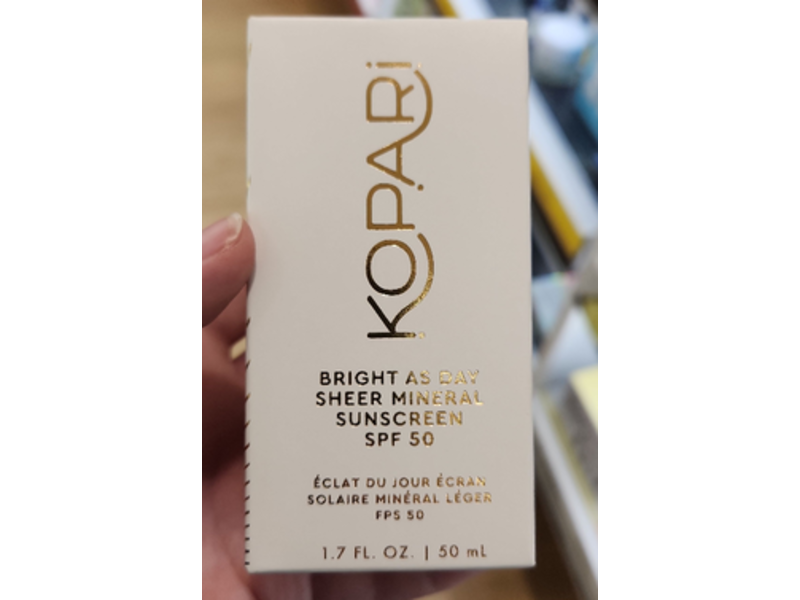 KOPARI
BRIGHT AS DAY
SHEER MINERAL
SUNSCREEN
SPF 50
ÉCLAT DU JOUR ÉCRAN
SOLAIRE MINÉRAL LÉGER
FPS 50
1.7 FL. OZ. | 50 mL